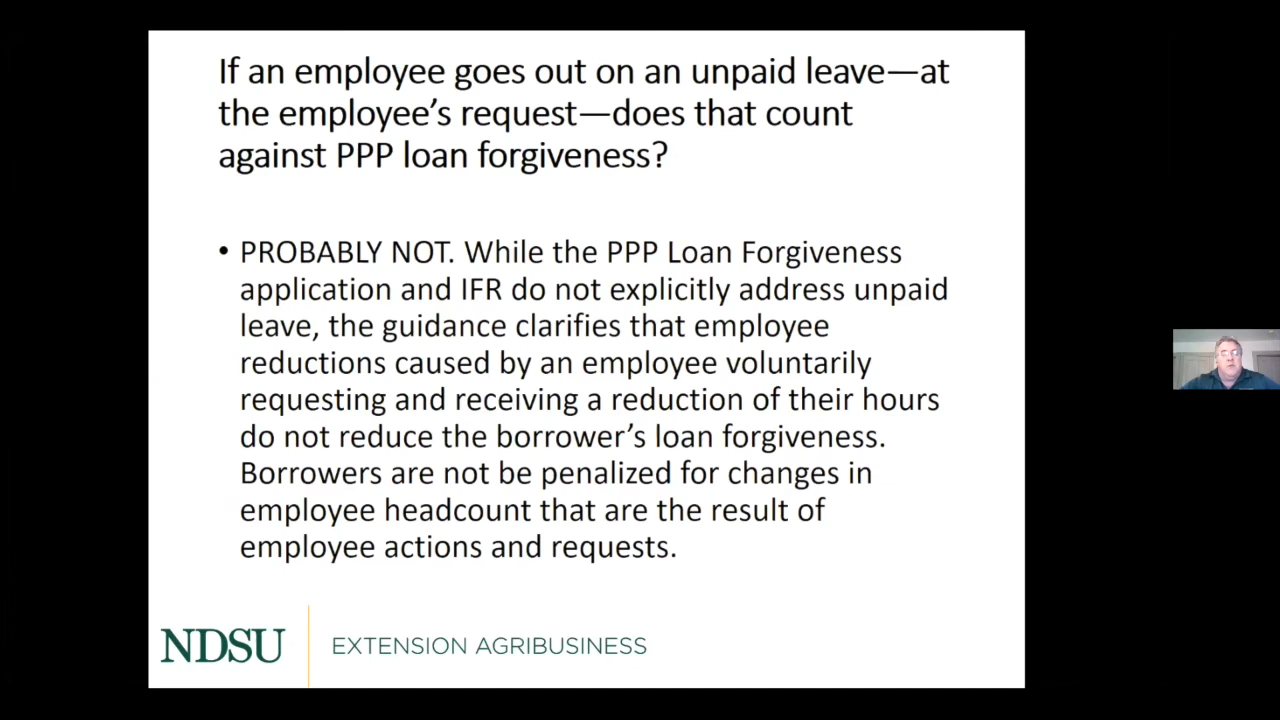 If an employee goes out on an unpaid leave—at
the employee’s request—does that count
against PPP loan forgiveness?
• PROBABLY NOT. While the PPP Loan Forgiveness
application and IFR do not explicitly address unpaid
leave, the guidance clarifies that employee
reductions caused by an employee voluntarily
requesting and receiving a reduction of their hours
do not reduce the borrower’s loan forgiveness.
Borrowers are not be penalized for changes in
employee headcount that are the result of
employee actions and requests.
NDSU EXTENSION AGRIBUSINESS